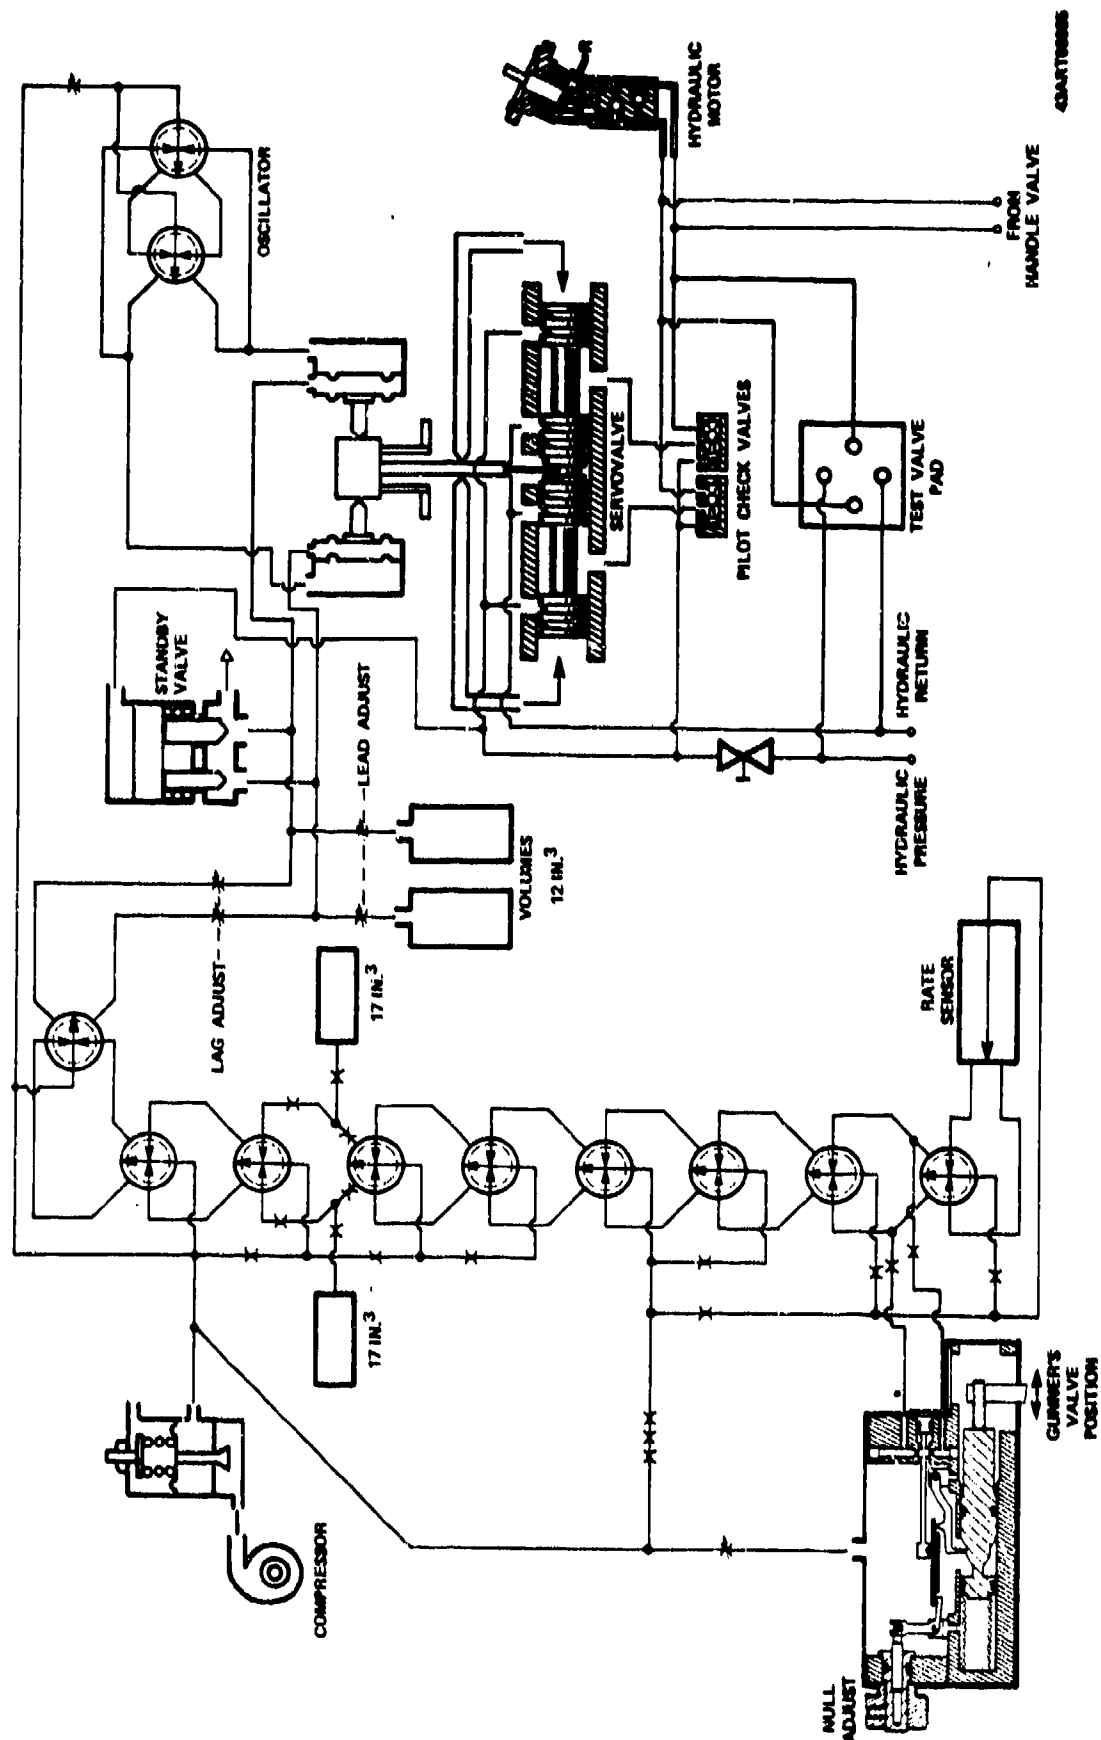 43ART00005
HYDRAULIC
MOTOR
OSCILLATOR
FROM
HANDLE VALVE
SERVOVALVE
PILOT CHECK VALVES
TEST VALVE
PAD
STANDBY
VALVE
HYDRAULIC
RETURN
HYDRAULIC
PRESSURE
LEAD ADJUST
VOLUMES
12 IN.3
LAG ADJUST
17 IN.3
17 IN.3
RATE
SENSOR
COMPRESSOR
GUNNER'S
VALVE
POSITION
NULL
ADJUST